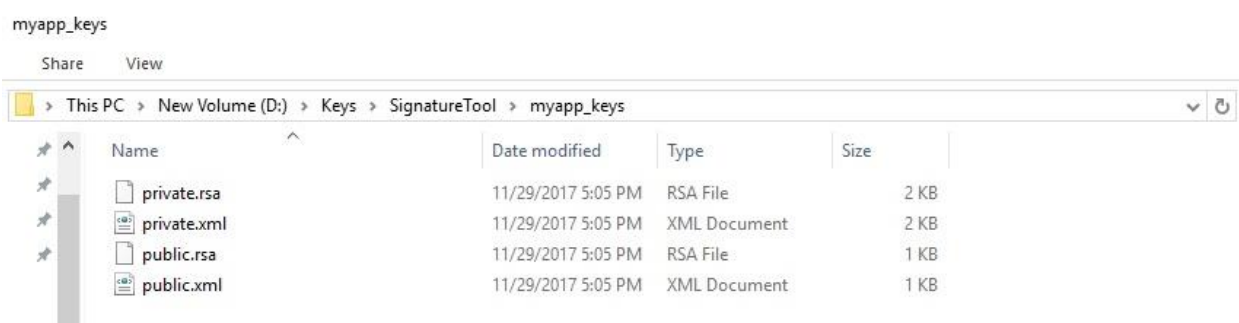 myapp_keys
Share View
This PC > New Volume (D:) > Keys > SignatureTool > myapp_keys
Name Date modified Type Size
private.rsa 11/29/2017 5:05 PM RSA File 2 KB
private.xml 11/29/2017 5:05 PM XML Document 2 KB
public.rsa 11/29/2017 5:05 PM RSA File 1 KB
public.xml 11/29/2017 5:05 PM XML Document 1 KB